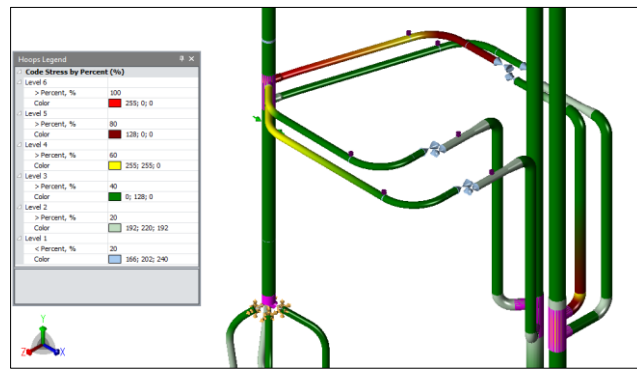 Hoops Legend
Code Stress by Percent (%)
Level 6
> Percent, % 100
Color 255; 0; 0
Level 5
> Percent, % 80
Color 128; 0; 0
Level 4
> Percent, % 60
Color 255; 255; 0
Level 3
> Percent, % 40
Color 0; 128; 0
Level 2
> Percent, % 20
Color 192; 220; 192
Level 1
< Percent, % 20
Color 166; 202; 240
Y
Z X